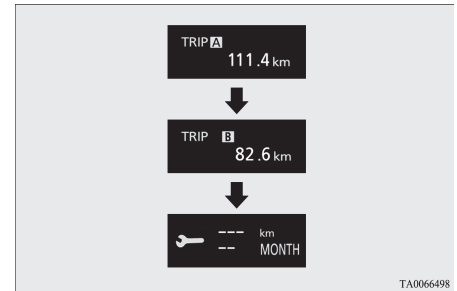 TRIP A
111.4 km
TRIP B
82.6 km
--- km
-- MONTH
TA0066498